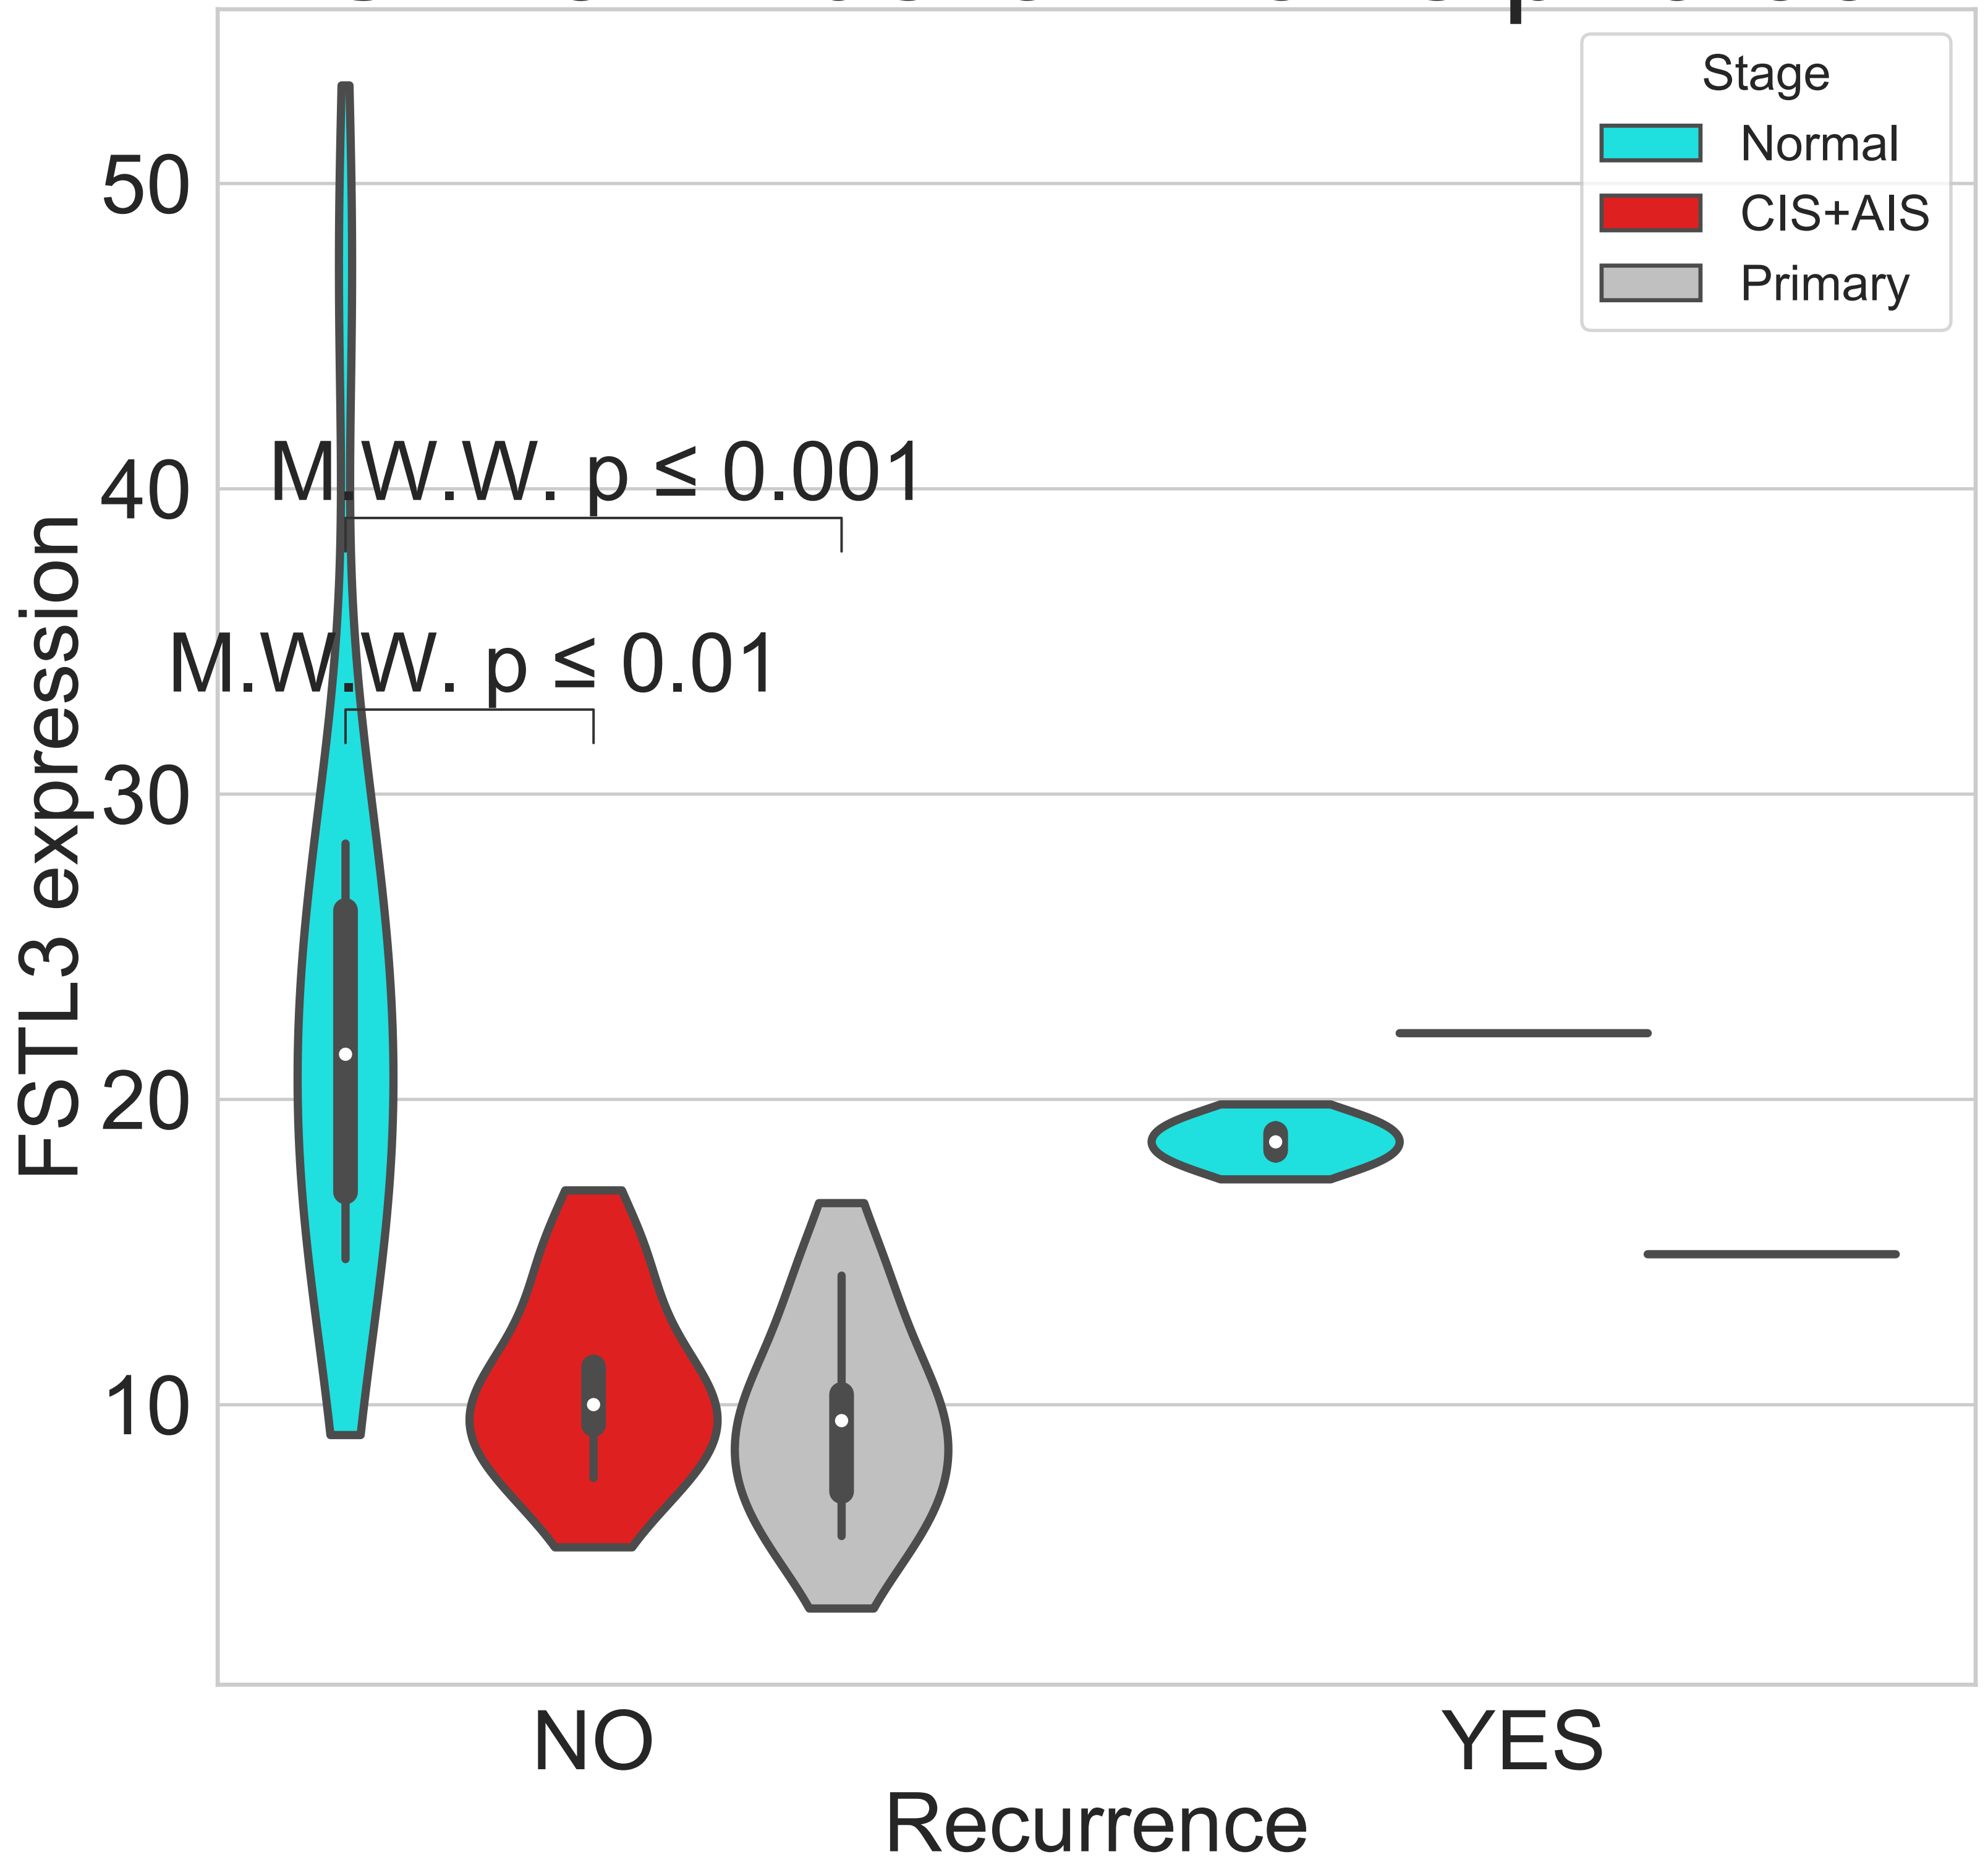 Stage
Normal
CIS+AIS
Primary
FSTL3 expression
50
40
30
20
10
M.W.W. p ≤ 0.001
M.W.W. p ≤ 0.01
NO
YES
Recurrence